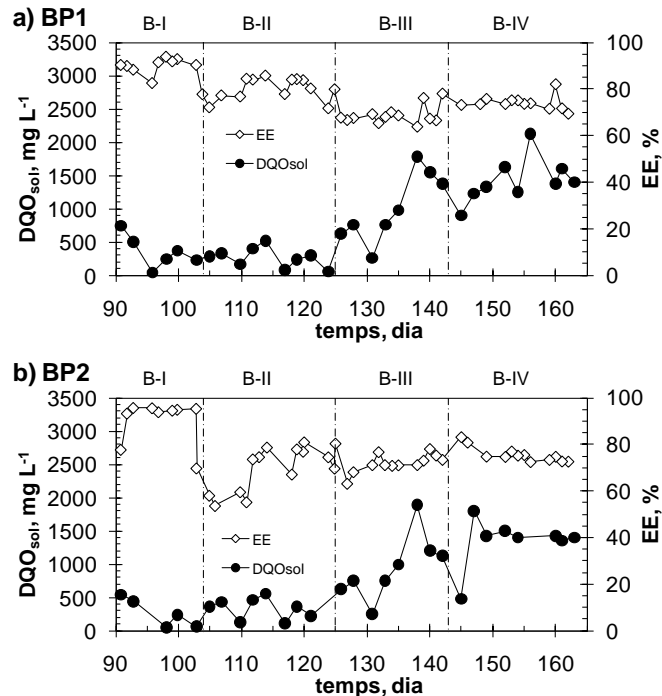 a) BP1
B-I B-II B-III B-IV
3500 100
3000 80
2500
2000 60
1500 40
1000
500 20
0 0
DQOsol, mg L-1
EE, %
EE
DQOsol
90 100 110 120 130 140 150 160
temps, dia
b) BP2
B-I B-II B-III B-IV
3500 100
3000 80
2500
2000 60
1500 40
1000
500 20
0 0
DQOsol, mg L-1
EE, %
EE
DQOsol
90 100 110 120 130 140 150 160
temps, dia